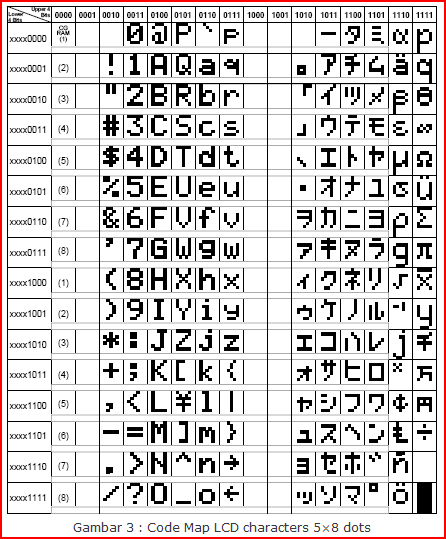 Upper 4 Bits
Lower 4 Bits
0000 0001 0010 0011 0100 0101 0110 0111 1000 1001 1010 1011 1100 1101 1110 1111
xxxx0000 CG RAM (1) 0 @ P ` p ー タ ミ α p
xxxx0001 (2) ! 1 A Q a q 。 ア チ ム ä q
xxxx0010 (3) " 2 B R b r 「 イ ツ メ β θ
xxxx0011 (4) # 3 C S c s 」 ウ テ モ ε ∞
xxxx0100 (5) $ 4 D T d t 、 エ ト ヤ μ Ω
xxxx0101 (6) % 5 E U e u ・ オ ナ ユ σ ü
xxxx0110 (7) & 6 F V f v ヲ カ ニ ヨ ρ Σ
xxxx0111 (8) ' 7 G W g w ァ キ ヌ ラ g π
xxxx1000 (1) ( 8 H X h x ィ ク ネ リ √ x̄
xxxx1001 (2) ) 9 I Y i y ゥ ケ ノ ル ⁻¹ y
xxxx1010 (3) * : J Z j z ェ コ ハ レ j 千
xxxx1011 (4) + ; K [ k { ォ サ ヒ ロ × 万
xxxx1100 (5) , < L ¥ l | ャ シ フ ワ ¢ 円
xxxx1101 (6) - = M ] m } ュ ス ヘ ン £ ÷
xxxx1110 (7) . > N ^ n → ョ セ ホ ゛ ñ
xxxx1111 (8) / ? O _ o ← ッ ソ マ ゜ ö █
Gambar 3 : Code Map LCD characters 5×8 dots